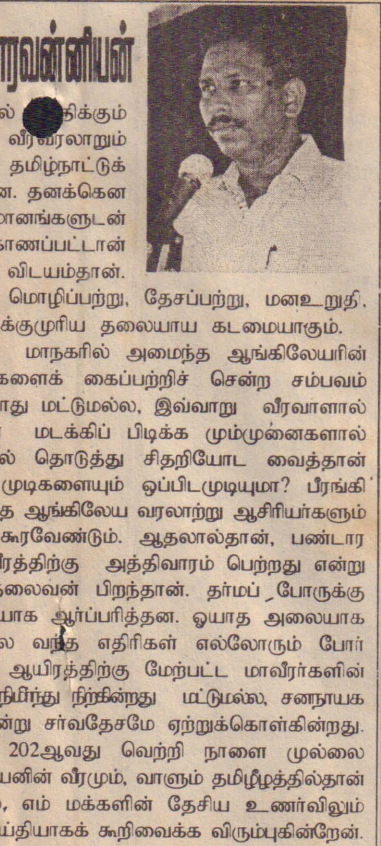 ாரவன்னியன்
ல் திக்கும்
வீரவரலாறும்
தமிழ்நாட்டுக்
ன. தனக்கென
மானங்களுடன்
காணப்பட்டான்
விடயம்தான்.
மொழிப்பற்று, தேசப்பற்று, மனஉறுதி,
க்குமுரிய தலையாய கடமையாகும்.
மாநகரில் அமைந்த ஆங்கிலேயரின்
களைக் கைப்பற்றிச் சென்ற சம்பவம்
ாது மட்டுமல்ல, இவ்வாறு வீரவாளால்
மடக்கிப் பிடிக்க மும்முனைகளால்
ல் தொடுத்து சிதறியோட வைத்தான்
முடிகளையும் ஒப்பிடமுடியுமா? பீரங்கி
த ஆங்கிலேய வரலாற்று ஆசிரியர்களும்
கூரவேண்டும். ஆதலால்தான், பண்டார
ீரத்திற்கு அத்திவாரம் பெற்றது என்று
தலைவன் பிறந்தான். தர்மப் போருக்கு
யாக ஆர்ப்பரித்தன. ஓயாத அலையாக
ல வந்த எதிரிகள் எல்லோரும் போர்
ஆயிரத்திற்கு மேற்பட்ட மாவீரர்களின்
நிமிர்ந்து நிற்கின்றது மட்டுமல்ல, சனநாயக
ன்று சர்வதேசமே ஏற்றுக்கொள்கின்றது.
202ஆவது வெற்றி நாளை முல்லை
யனின் வீரமும், வாளும் தமிழீழத்தில்தான்
, எம் மக்களின் தேசிய உணர்விலும்
ய்தியாகக் கூறிவைக்க விரும்புகின்றேன்.